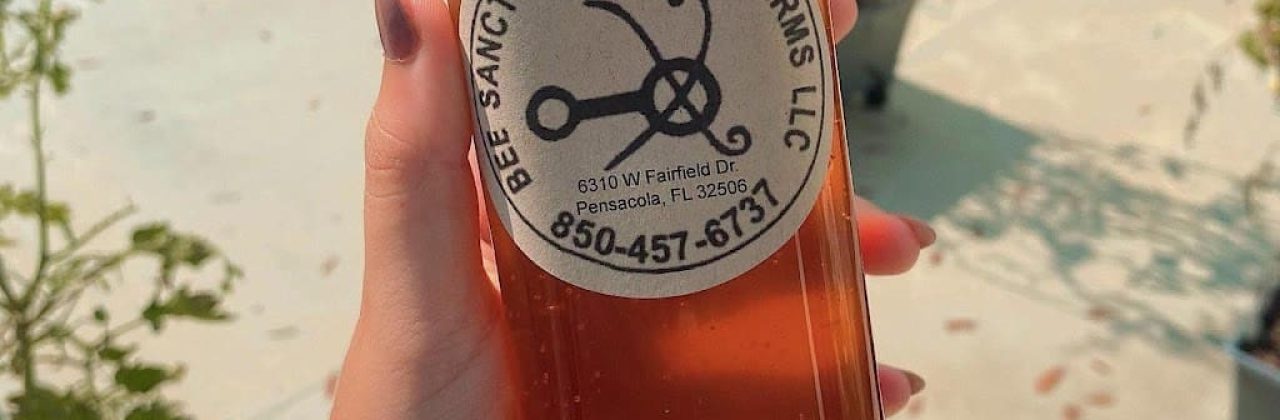 BEE SANCT
RMS LLC
6310 W Fairfield Dr.
Pensacola, FL 32506
850-457-6737